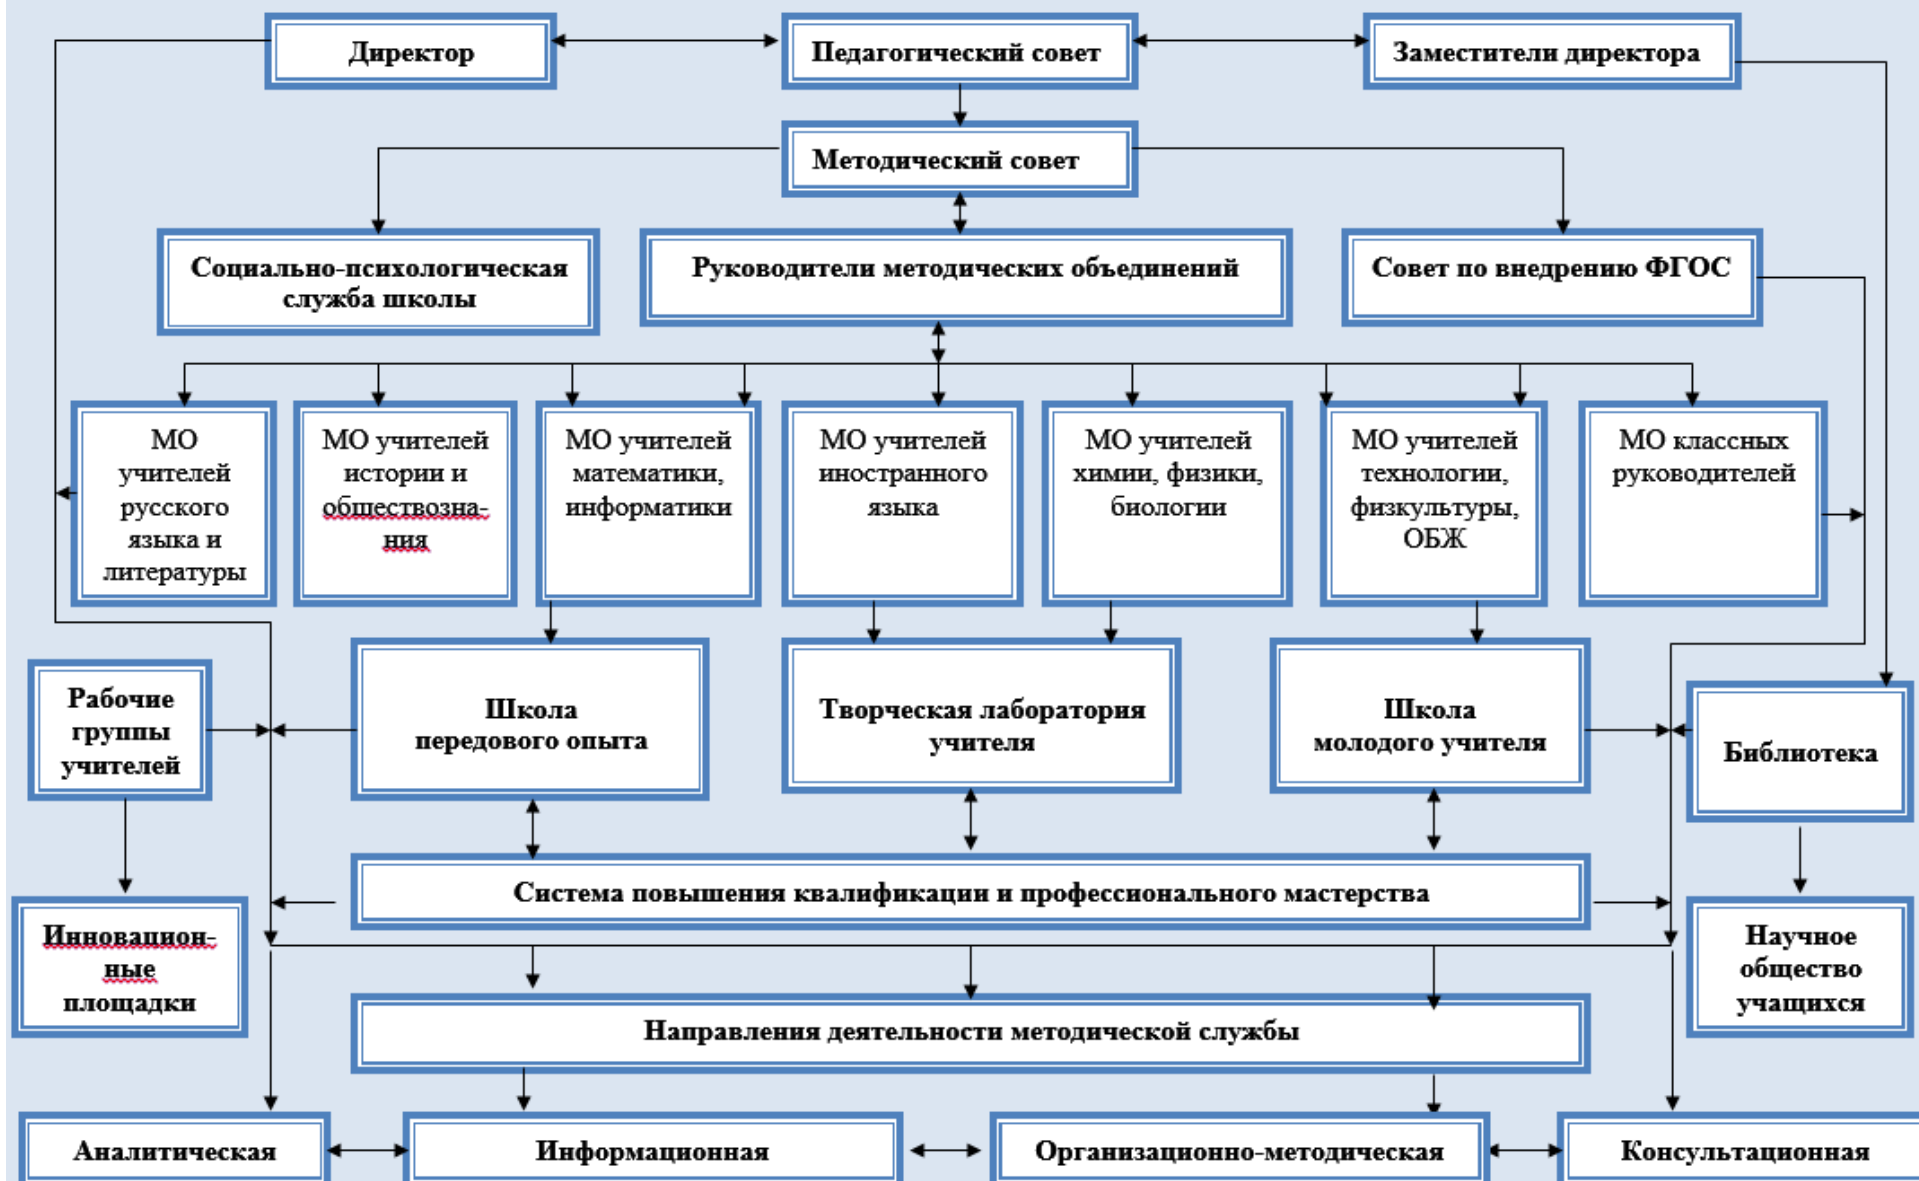 Директор
Педагогический совет
Заместители директора
Методический совет
Социально-психологическая
служба школы
Руководители методических объединений
Совет по внедрению ФГОС
МО
учителей
русского
языка и
литературы
МО учителей
истории и
обществозна-
ния
МО учителей
математики,
информатики
МО учителей
иностранного
языка
МО учителей
химии, физики,
биологии
МО учителей
технологии,
физкультуры,
ОБЖ
МО классных
руководителей
Рабочие
группы
учителей
Школа
передового опыта
Творческая лаборатория
учителя
Школа
молодого учителя
Библиотека
Система повышения квалификации и профессионального мастерства
Инновацион-
ные
площадки
Научное
общество
учащихся
Направления деятельности методической службы
Аналитическая
Информационная
Организационно-методическая
Консультационная